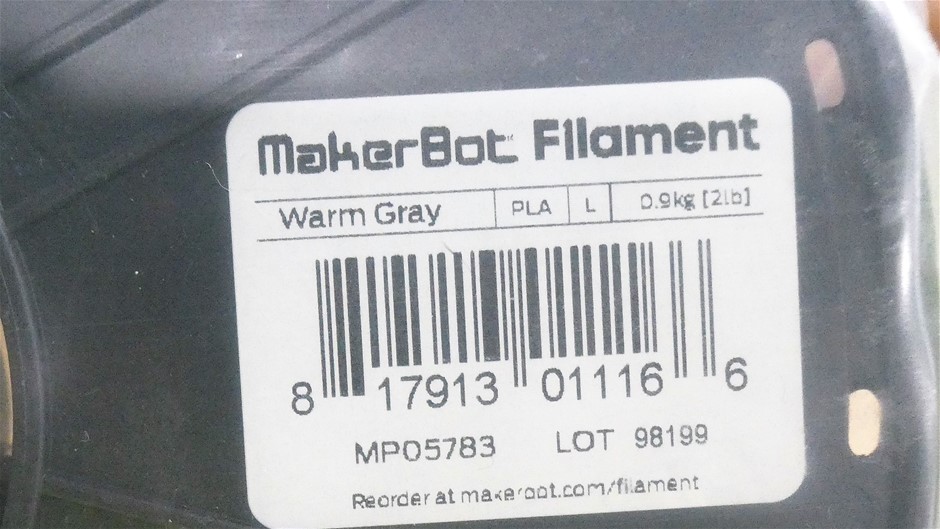 MakerBot Filament
Warm Gray PLA L 0.9kg [2lb]
8 17913 01116 6
MP05783 LOT 98199
Reorder at makerbot.com/filament